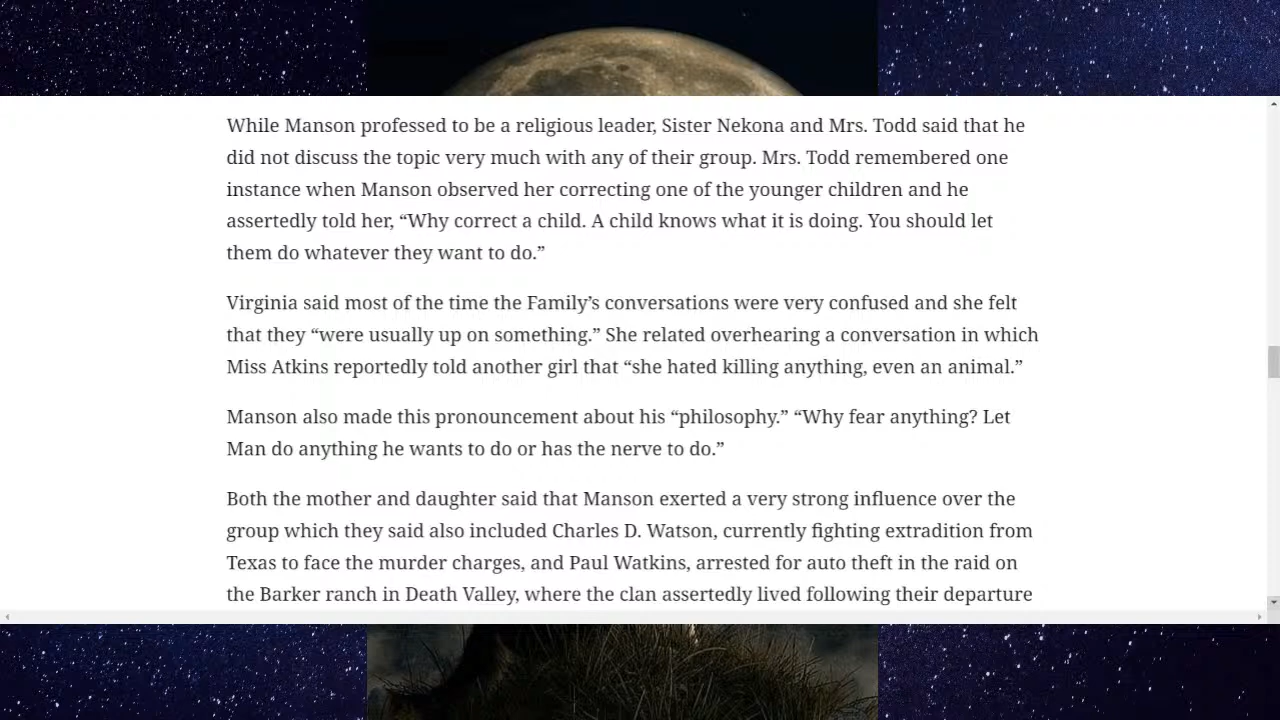 While Manson professed to be a religious leader, Sister Nekona and Mrs. Todd said that he
did not discuss the topic very much with any of their group. Mrs. Todd remembered one
instance when Manson observed her correcting one of the younger children and he
assertedly told her, “Why correct a child. A child knows what it is doing. You should let
them do whatever they want to do.”
Virginia said most of the time the Family’s conversations were very confused and she felt
that they “were usually up on something.” She related overhearing a conversation in which
Miss Atkins reportedly told another girl that “she hated killing anything, even an animal.”
Manson also made this pronouncement about his “philosophy.” “Why fear anything? Let
Man do anything he wants to do or has the nerve to do.”
Both the mother and daughter said that Manson exerted a very strong influence over the
group which they said also included Charles D. Watson, currently fighting extradition from
Texas to face the murder charges, and Paul Watkins, arrested for auto theft in the raid on
the Barker ranch in Death Valley, where the clan assertedly lived following their departure